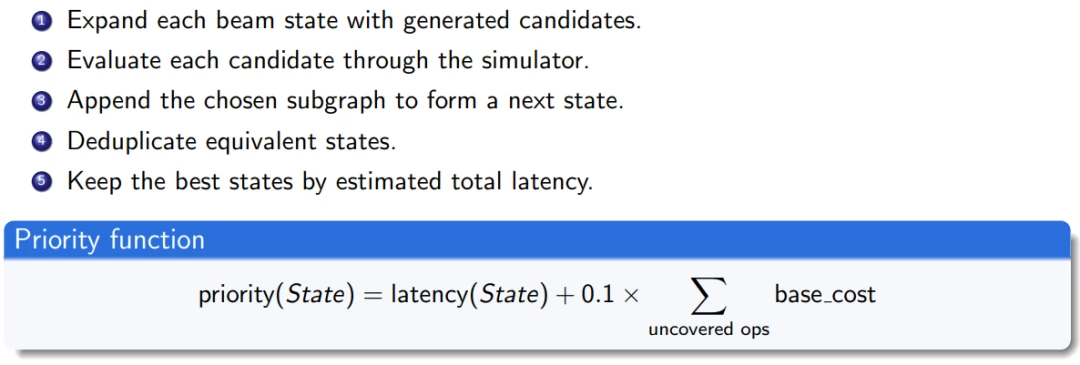 1 Expand each beam state with generated candidates.
2 Evaluate each candidate through the simulator.
3 Append the chosen subgraph to form a next state.
4 Deduplicate equivalent states.
5 Keep the best states by estimated total latency.
Priority function
priority(State) = latency(State) + 0.1 × ∑ base_cost
uncovered ops